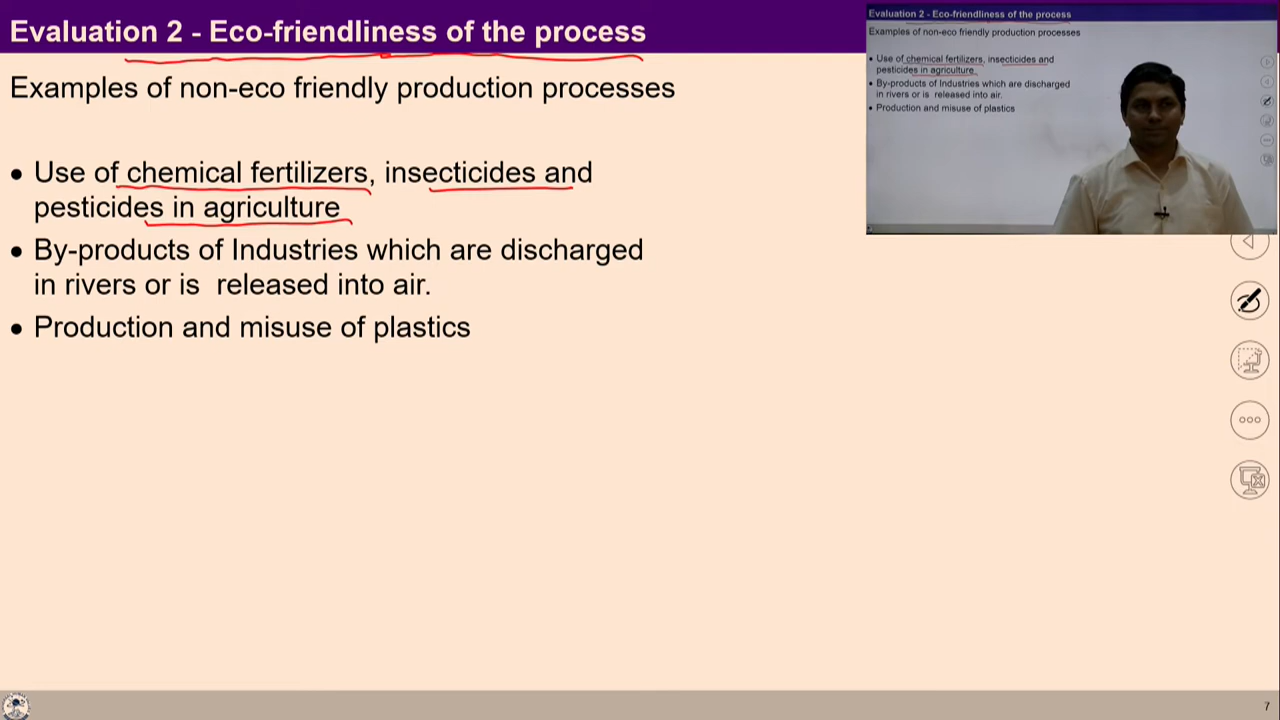 Evaluation 2 - Eco-friendliness of the process
Examples of non-eco friendly production processes
• Use of chemical fertilizers, insecticides and
pesticides in agriculture
• By-products of Industries which are discharged
in rivers or is  released into air.
• Production and misuse of plastics
Evaluation 2 - Eco-friendliness of the process
Examples of non-eco friendly production processes
• Use of chemical fertilizers, insecticides and
pesticides in agriculture
• By-products of Industries which are discharged
in rivers or is  released into air.
• Production and misuse of plastics
7